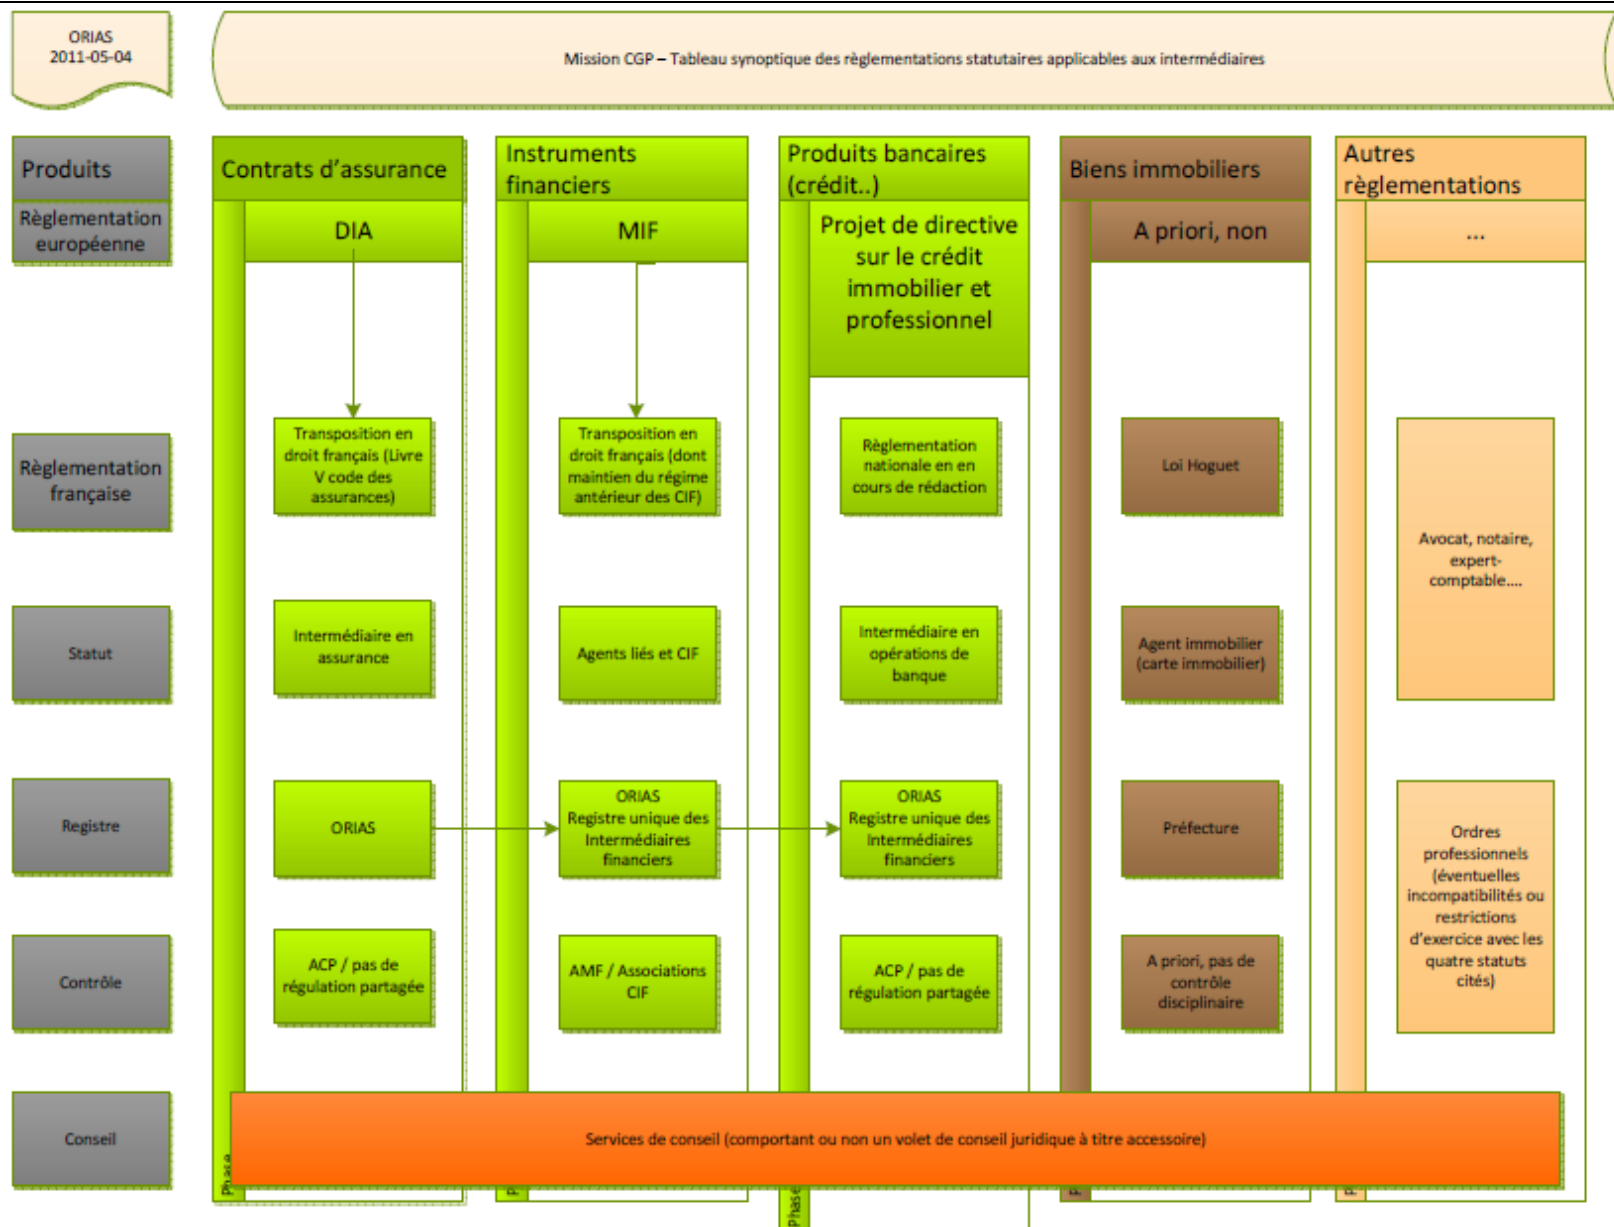 ORIAS
2011-05-04
Mission CGP – Tableau synoptique des règlementations statutaires applicables aux intermédiaires
Produits
Contrats d'assurance
Instruments
financiers
Produits bancaires
(crédit..)
Biens immobiliers
Autres
règlementations
Règlementation
européenne
DIA
MIF
Projet de directive
sur le crédit
immobilier et
professionnel
A priori, non
...
Règlementation
française
Transposition en
droit français (Livre
V code des
assurances)
Transposition en
droit français (dont
maintien du régime
antérieur des CIF)
Règlementation
nationale en en
cours de rédaction
Loi Hoguet
Avocat, notaire,
expert-
comptable....
Statut
Intermédiaire en
assurance
Agents liés et CIF
Intermédiaire en
opérations de
banque
Agent immobilier
(carte immobilier)
Registre
ORIAS
ORIAS
Registre unique des
Intermédiaires
financiers
ORIAS
Registre unique des
Intermédiaires
financiers
Préfecture
Ordres
professionnels
(éventuelles
incompatibilités ou
restrictions
d'exercice avec les
quatre statuts
cités)
Contrôle
ACP / pas de
régulation partagée
AMF / Associations
CIF
ACP / pas de
régulation partagée
A priori, pas de
contrôle
disciplinaire
Conseil
Services de conseil (comportant ou non un volet de conseil juridique à titre accessoire)
Phase
P
Phase
P
P